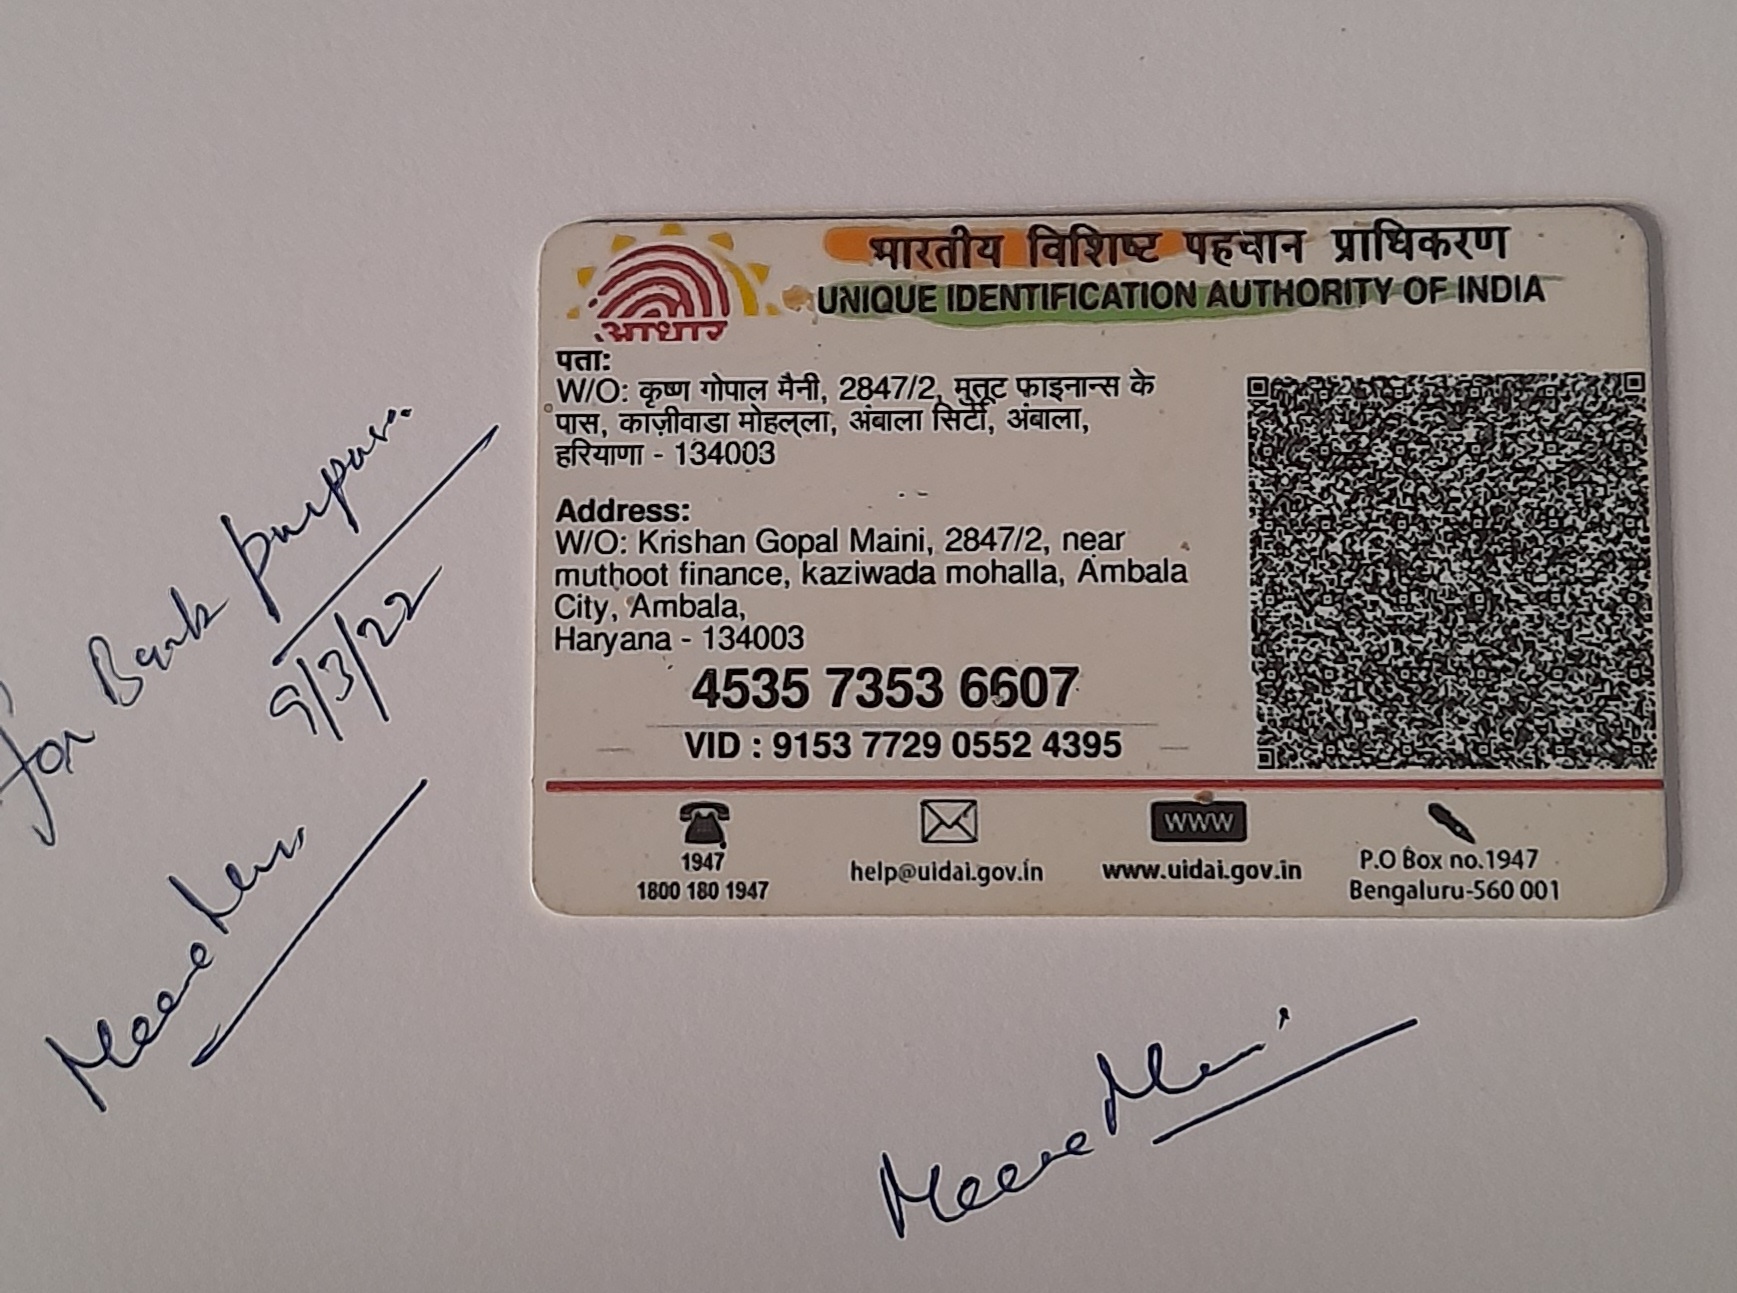 भारतीय विशिष्ट पहचान प्राधिकरण
UNIQUE IDENTIFICATION AUTHORITY OF INDIA
आधार
पता:
W/O: कृष्ण गोपाल मैनी, 2847/2, मुतूट फाइनान्स के
पास, काज़ीवाडा मोहल्ला, अंबाला सिटी, अंबाला,
हरियाणा - 134003
Address:
W/O: Krishan Gopal Maini, 2847/2, near
muthoot finance, kaziwada mohalla, Ambala
City, Ambala,
Haryana - 134003
4535 7353 6607
VID : 9153 7729 0552 4395
1947
1800 180 1947
help@uidai.gov.in
www
www.uidai.gov.in
P.O Box no.1947
Bengaluru-560 001
for Bank purpose
9/3/22